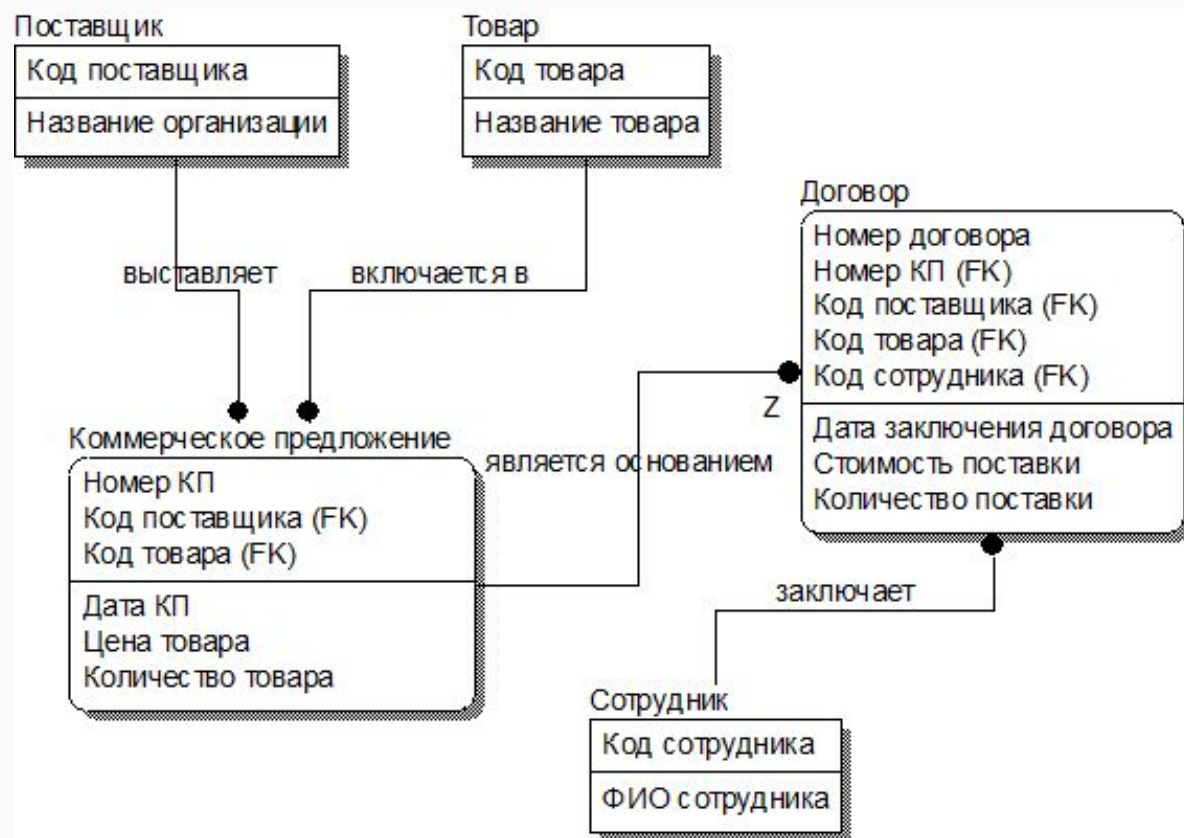 Поставщик
Код поставщика
Название организации
Товар
Код товара
Название товара
выставляет
включается в
Договор
Номер договора
Номер КП (FK)
Код поставщика (FK)
Код товара (FK)
Код сотрудника (FK)
Дата заключения договора
Стоимость поставки
Количество поставки
Z
является основанием
Коммерческое предложение
Номер КП
Код поставщика (FK)
Код товара (FK)
Дата КП
Цена товара
Количество товара
заключает
Сотрудник
Код сотрудника
ФИО сотрудника